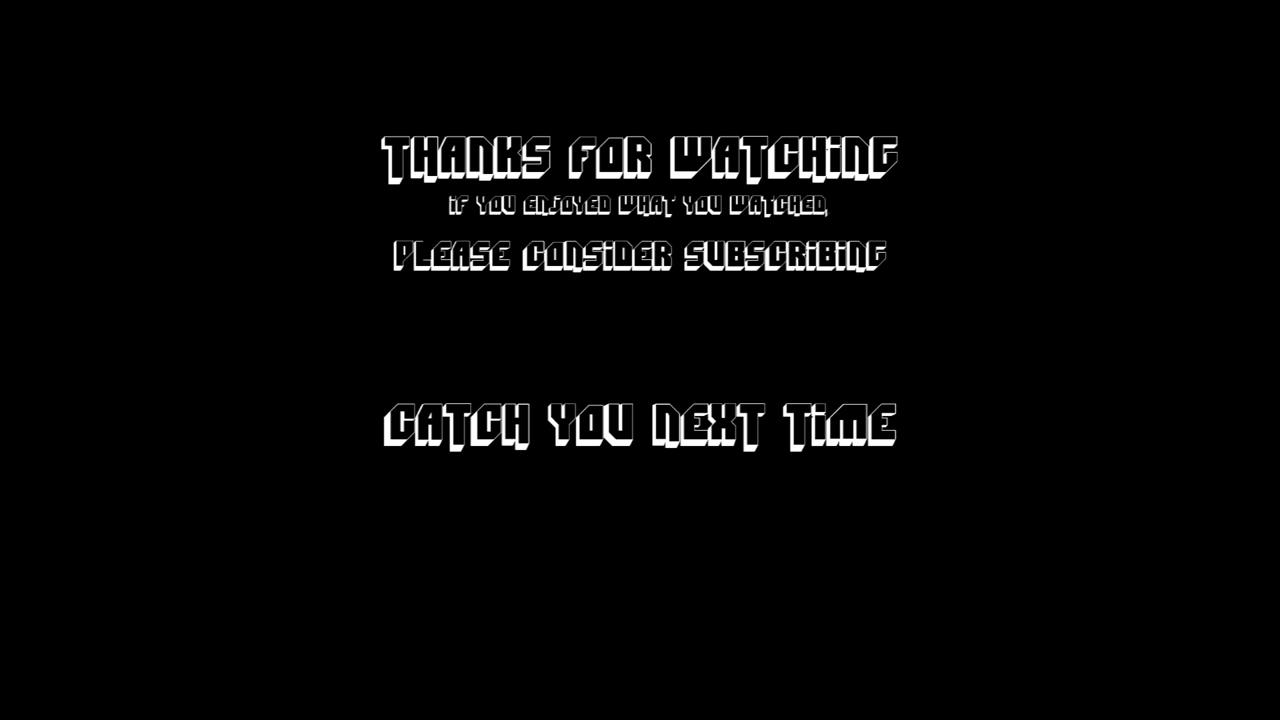 THANKS FOR WATCHiNG
iF YOU ENJOYED WHAT YOU WATCHED,
PLEASE CONSiDER SUBSCRiBiNG
CATCH YOU NEXT TiME